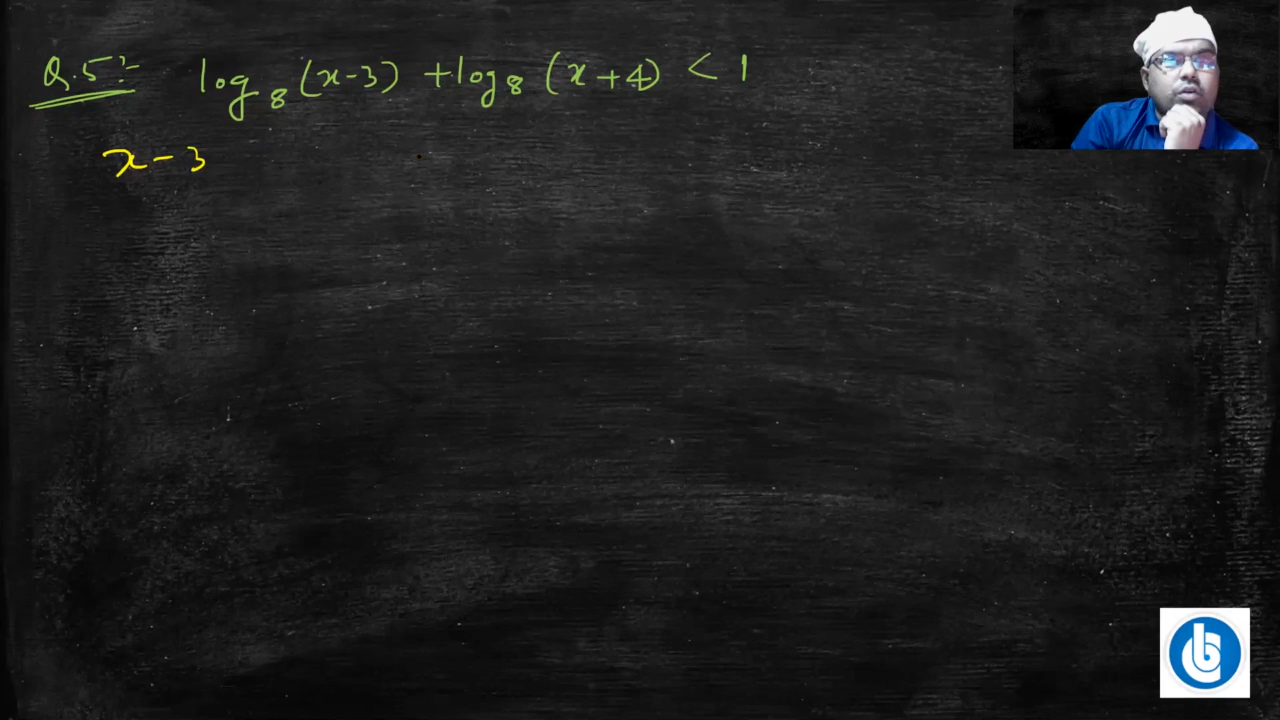 Q.5:- log₈(x-3) + log₈(x+4) < 1
x-3